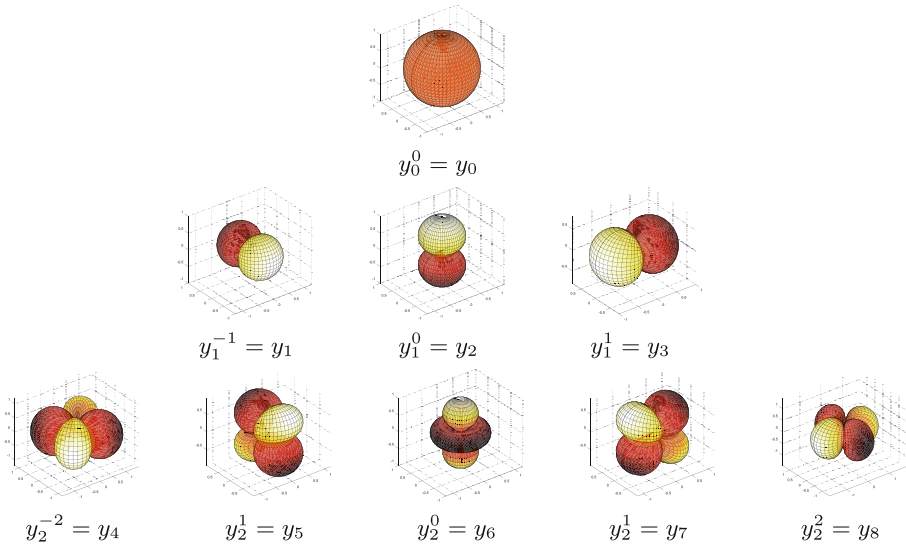 y_0^0 = y_0
y_1^{-1} = y_1 y_1^0 = y_2 y_1^1 = y_3
y_2^{-2} = y_4 y_2^1 = y_5 y_2^0 = y_6 y_2^1 = y_7 y_2^2 = y_8